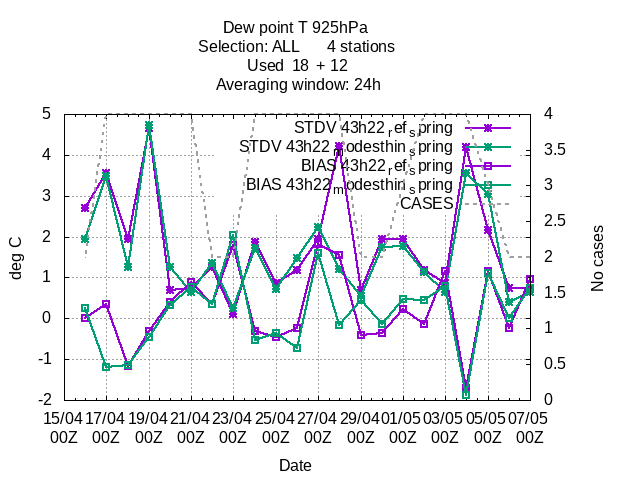 Dew point T 925hPa
Selection: ALL 4 stations
Used 18 + 12
Averaging window: 24h
STDV 43h22_ref_spring
STDV 43h22_modesthin_spring
BIAS 43h22_ref_spring
BIAS 43h22_modesthin_spring
CASES
deg C
5
4
3
2
1
0
-1
-2
No cases
4
3.5
3
2.5
2
1.5
1
0.5
0
15/04 17/04 19/04 21/04 23/04 25/04 27/04 29/04 01/05 03/05 05/05 07/05
00Z 00Z 00Z 00Z 00Z 00Z 00Z 00Z 00Z 00Z 00Z 00Z
Date